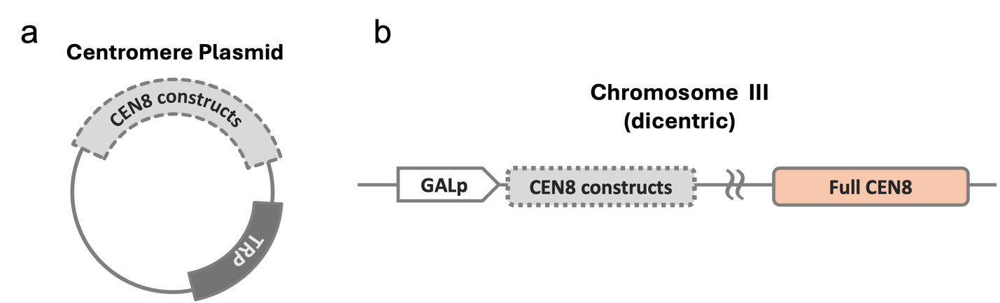 a
Centromere Plasmid
CEN8 constructs
TRP
b
Chromosome III
(dicentric)
GALp
CEN8 constructs
Full CEN8